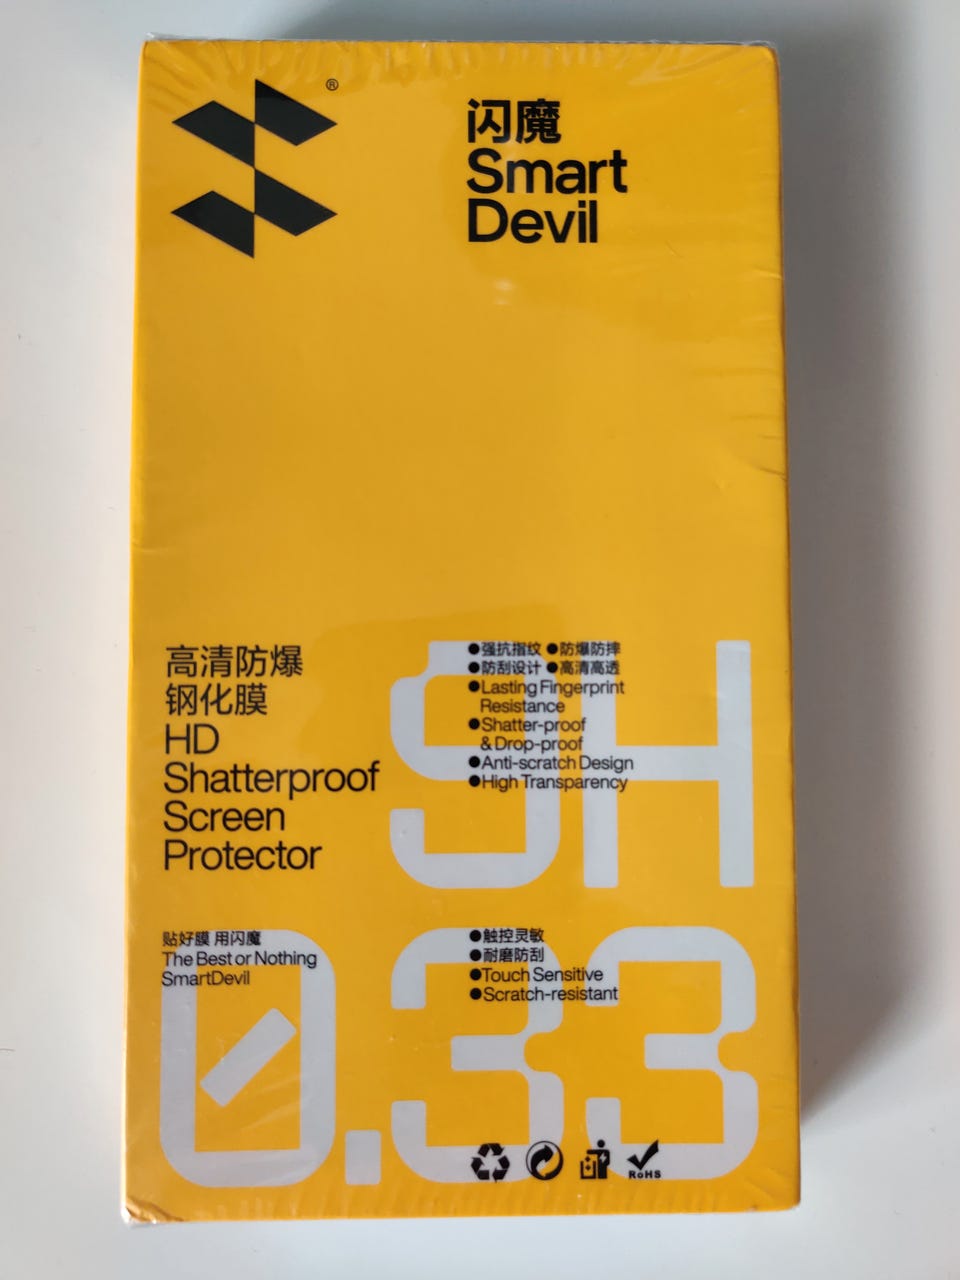 ®
闪魔
Smart
Devil
高清防爆
钢化膜
HD
Shatterproof
Screen
Protector
9H
●强抗指纹 ●防爆防摔
●防刮设计 ●高清高透
●Lasting Fingerprint
Resistance
●Shatter-proof
& Drop-proof
●Anti-scratch Design
●High Transparency
贴好膜 用闪魔
The Best or Nothing
SmartDevil
0.33
●触控灵敏
●耐磨防刮
●Touch Sensitive
●Scratch-resistant
RoHS